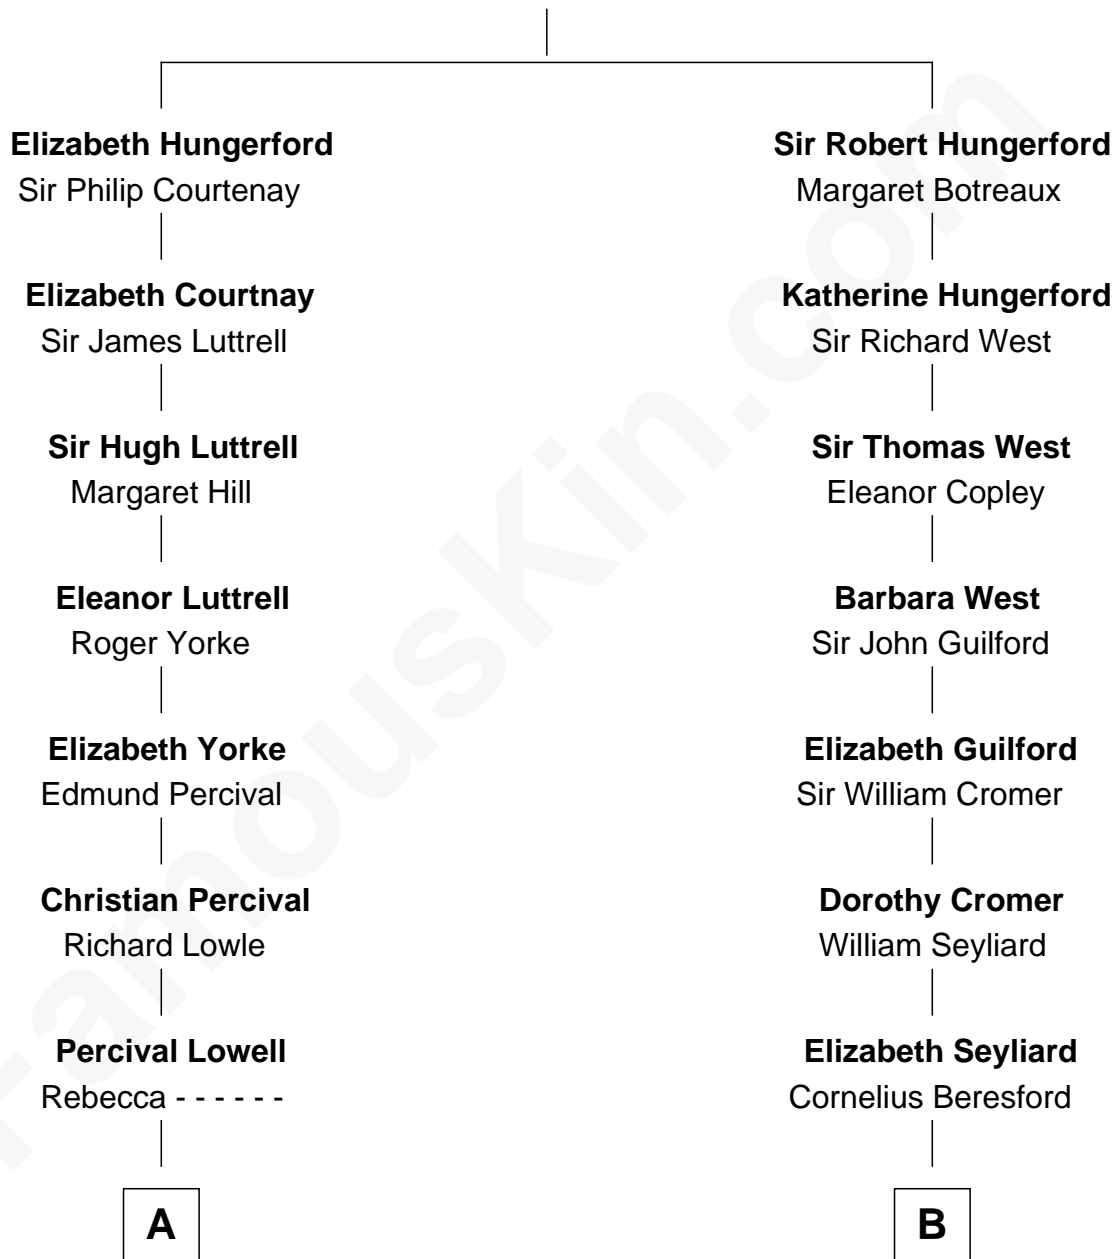 Elizabeth Hungerford
Sir Philip Courtenay
Elizabeth Courtnay
Sir James Luttrell
Sir Hugh Luttrell
Margaret Hill
Eleanor Luttrell
Roger Yorke
Elizabeth Yorke
Edmund Percival
Christian Percival
Richard Lowle
Percival Lowell
Rebecca - - - - - -
A
Sir Robert Hungerford
Margaret Botreaux
Katherine Hungerford
Sir Richard West
Sir Thomas West
Eleanor Copley
Barbara West
Sir John Guilford
Elizabeth Guilford
Sir William Cromer
Dorothy Cromer
William Seyliard
Elizabeth Seyliard
Cornelius Beresford
B
FamousKin.com